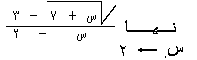 نهـا
س ← ٢
٣ − √(٧ + س)
س − ٢